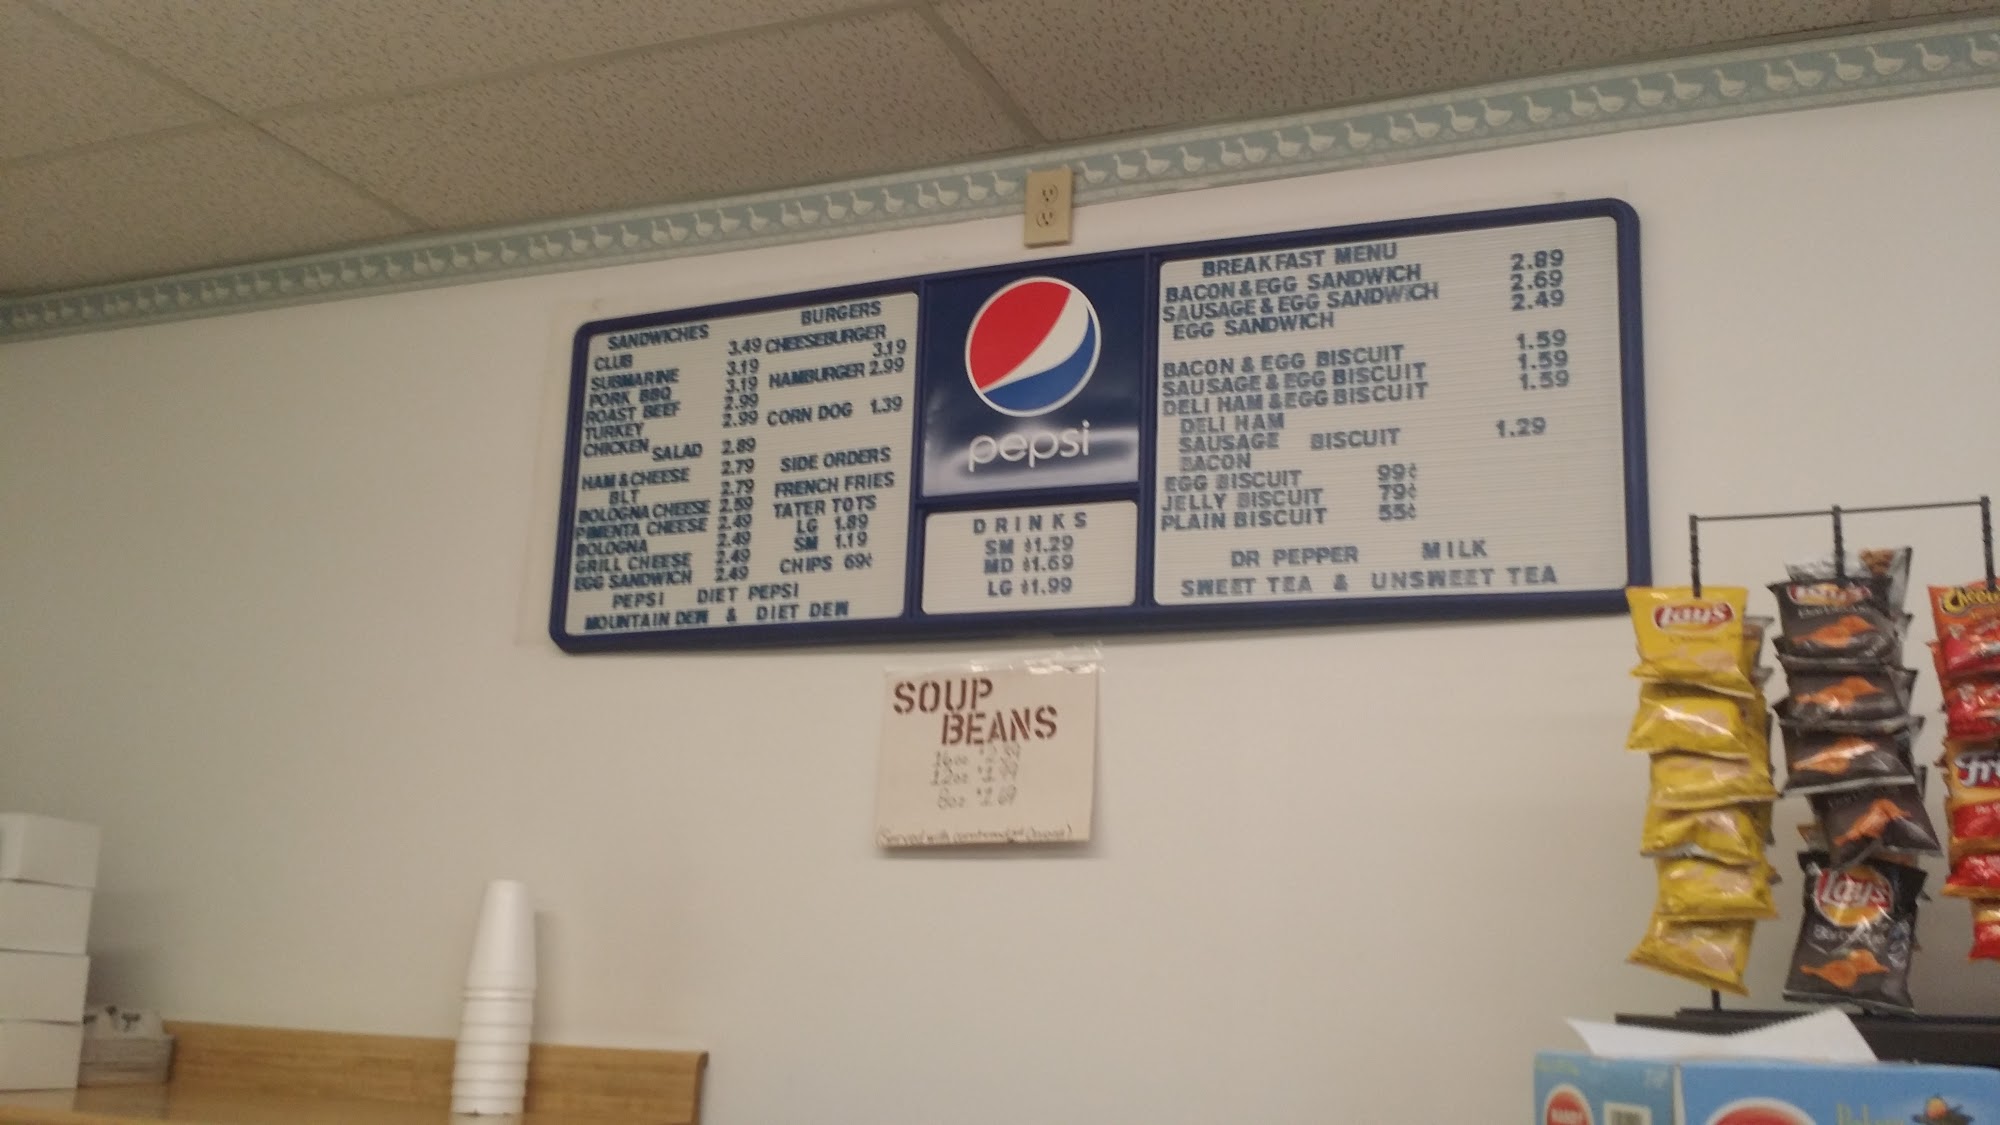 SANDWICHES
CLUB 3.49
SUBMARINE 3.19
PORK BBQ 3.19
ROAST BEEF 2.99
TURKEY 2.99
CHICKEN SALAD 2.89
HAM & CHEESE 2.79
BLT 2.79
BOLOGNA CHEESE 2.59
PIMENTA CHEESE 2.49
BOLOGNA 2.49
GRILL CHEESE 2.49
EGG SANDWICH 2.49
BURGERS
CHEESEBURGER
3.19
HAMBURGER 2.99
CORN DOG 1.39
SIDE ORDERS
FRENCH FRIES
TATER TOTS
LG 1.89
SM 1.19
CHIPS 69¢
PEPSI DIET PEPSI
MOUNTAIN DEW & DIET DEW
pepsi
DRINKS
SM $1.29
MD $1.69
LG $1.99
BREAKFAST MENU
BACON & EGG SANDWICH 2.89
SAUSAGE & EGG SANDWICH 2.69
EGG SANDWICH 2.49
BACON & EGG BISCUIT 1.59
SAUSAGE & EGG BISCUIT 1.59
DELI HAM & EGG BISCUIT 1.59
DELI HAM
SAUSAGE BISCUIT 1.29
BACON
EGG BISCUIT 99¢
JELLY BISCUIT 79¢
PLAIN BISCUIT 55¢
DR PEPPER MILK
SWEET TEA & UNSWEET TEA
SOUP
BEANS
16oz
12oz
8oz
(Served with
Lay's
Lay's
Lay's